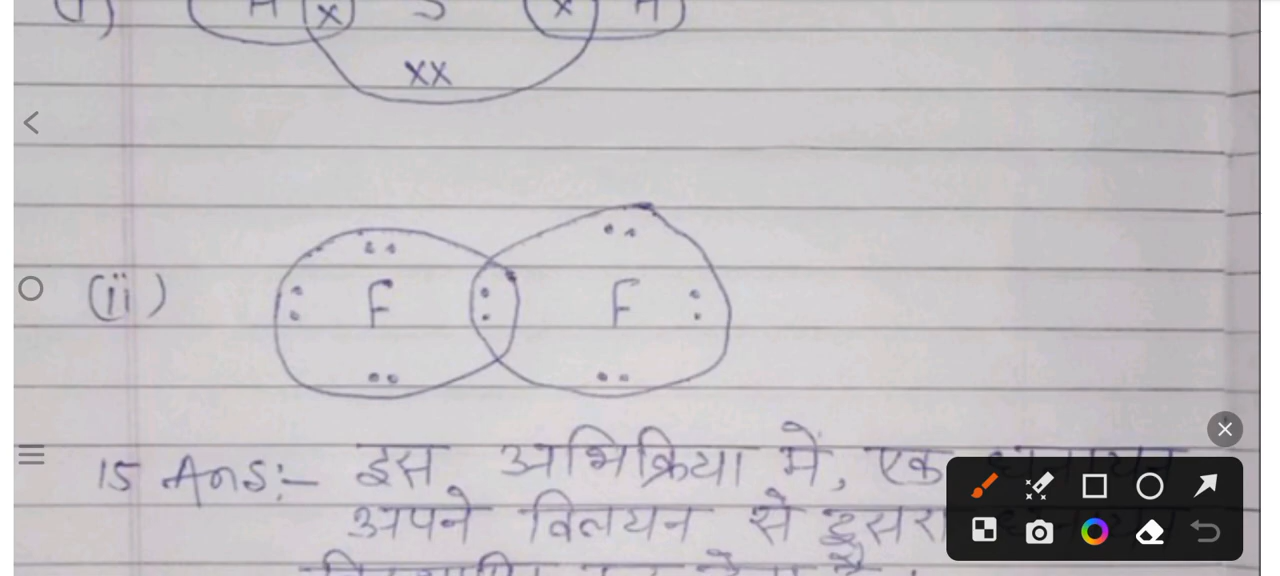 H x S x H
xx
(ii) F F
15 Ans:- इस अभिक्रिया में, एक
अपने विलयन से दुसरा